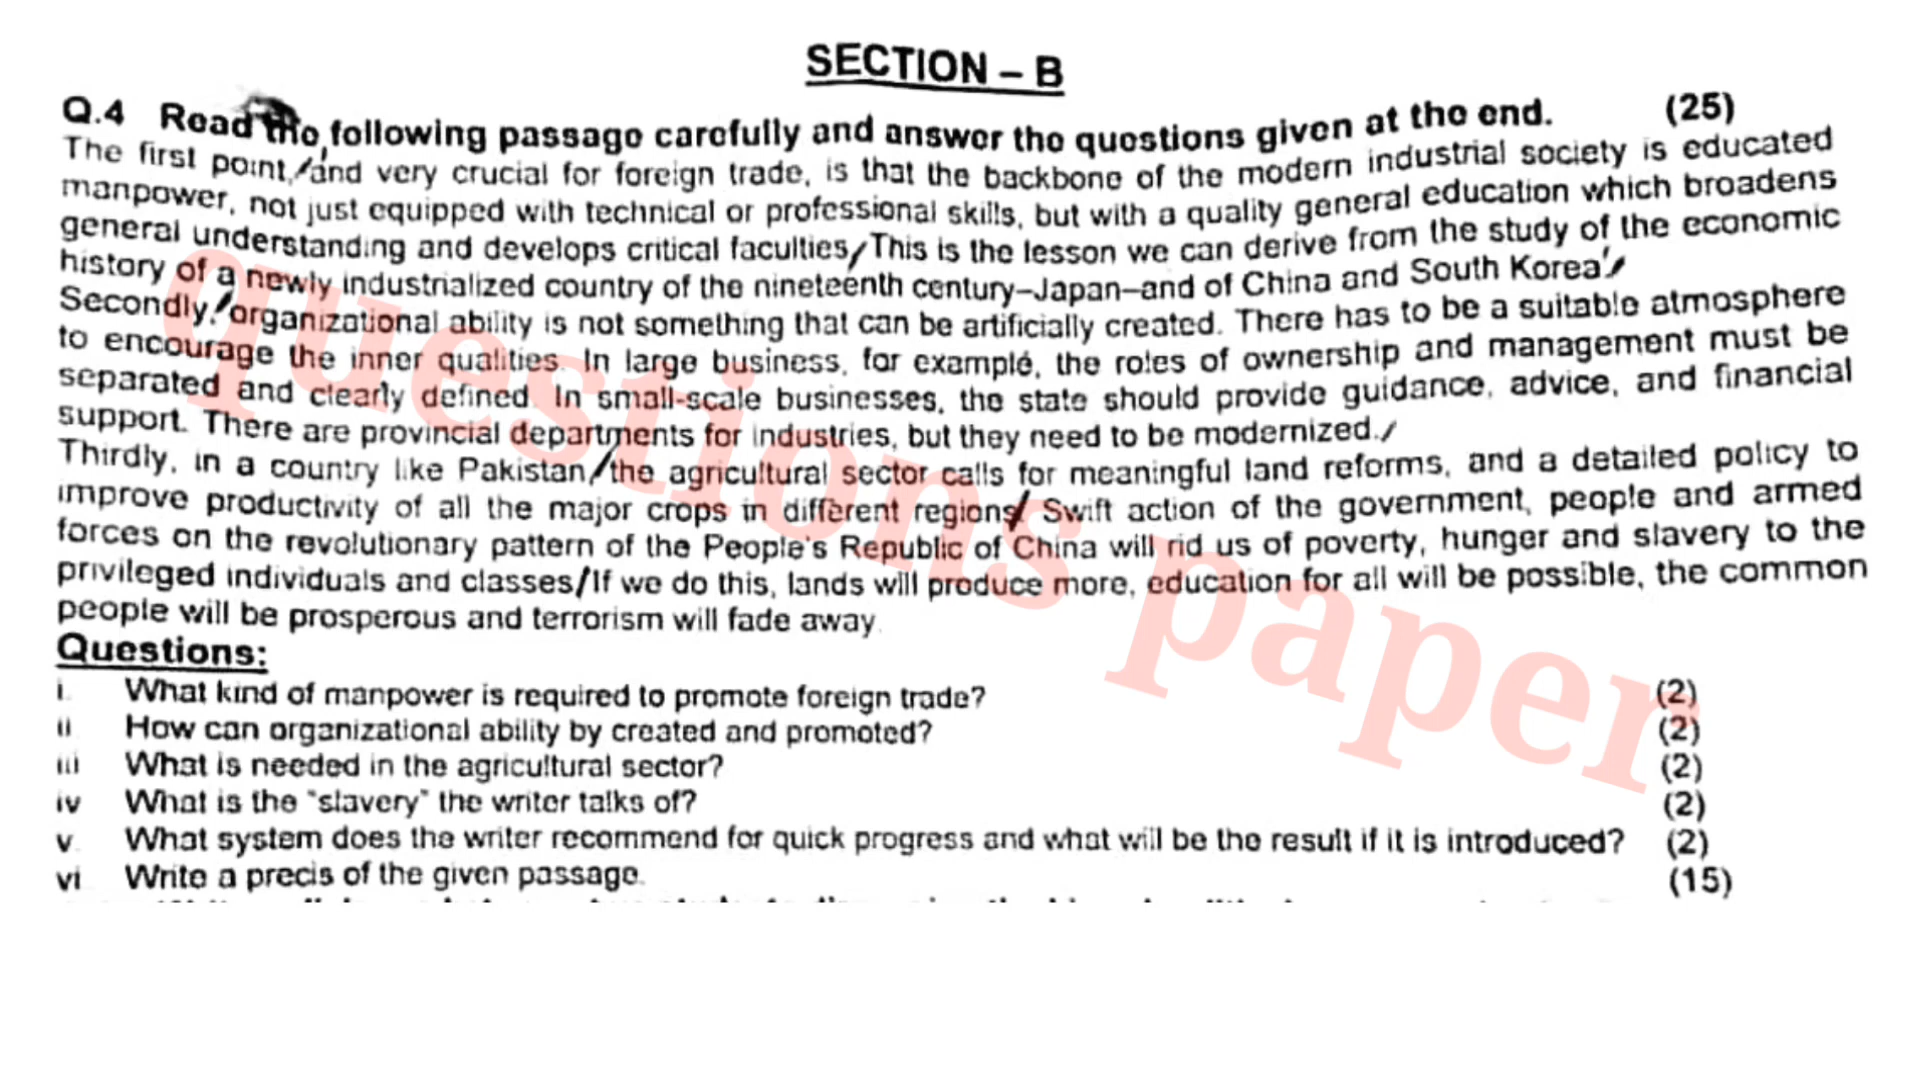 SECTION – B
Q.4 Read the following passage carefully and answer the questions given at the end. (25)
The first point, and very crucial for foreign trade, is that the backbone of the modern industrial society is educated
manpower, not just equipped with technical or professional skills, but with a quality general education which broadens
general understanding and develops critical faculties/ This is the lesson we can derive from the study of the economic
history of a newly industrialized country of the nineteenth century–Japan–and of China and South Korea
Secondly, organizational ability is not something that can be artificially created. There has to be a suitable atmosphere
to encourage the inner qualities. In large business, for example, the roles of ownership and management must be
separated and clearly defined. In small-scale businesses, the state should provide guidance, advice, and financial
support. There are provincial departments for industries, but they need to be modernized.
Thirdly, in a country like Pakistan/ the agricultural sector calls for meaningful land reforms, and a detailed policy to
improve productivity of all the major crops in different regions/ Swift action of the government, people and armed
forces on the revolutionary pattern of the People's Republic of China will rid us of poverty, hunger and slavery to the
privileged individuals and classes/ If we do this, lands will produce more, education for all will be possible, the common
people will be prosperous and terrorism will fade away.
Questions:
i. What kind of manpower is required to promote foreign trade? (2)
ii How can organizational ability by created and promoted? (2)
iii What is needed in the agricultural sector? (2)
iv What is the "slavery" the writer talks of? (2)
v. What system does the writer recommend for quick progress and what will be the result if it is introduced? (2)
vi Write a precis of the given passage. (15)
questions paper